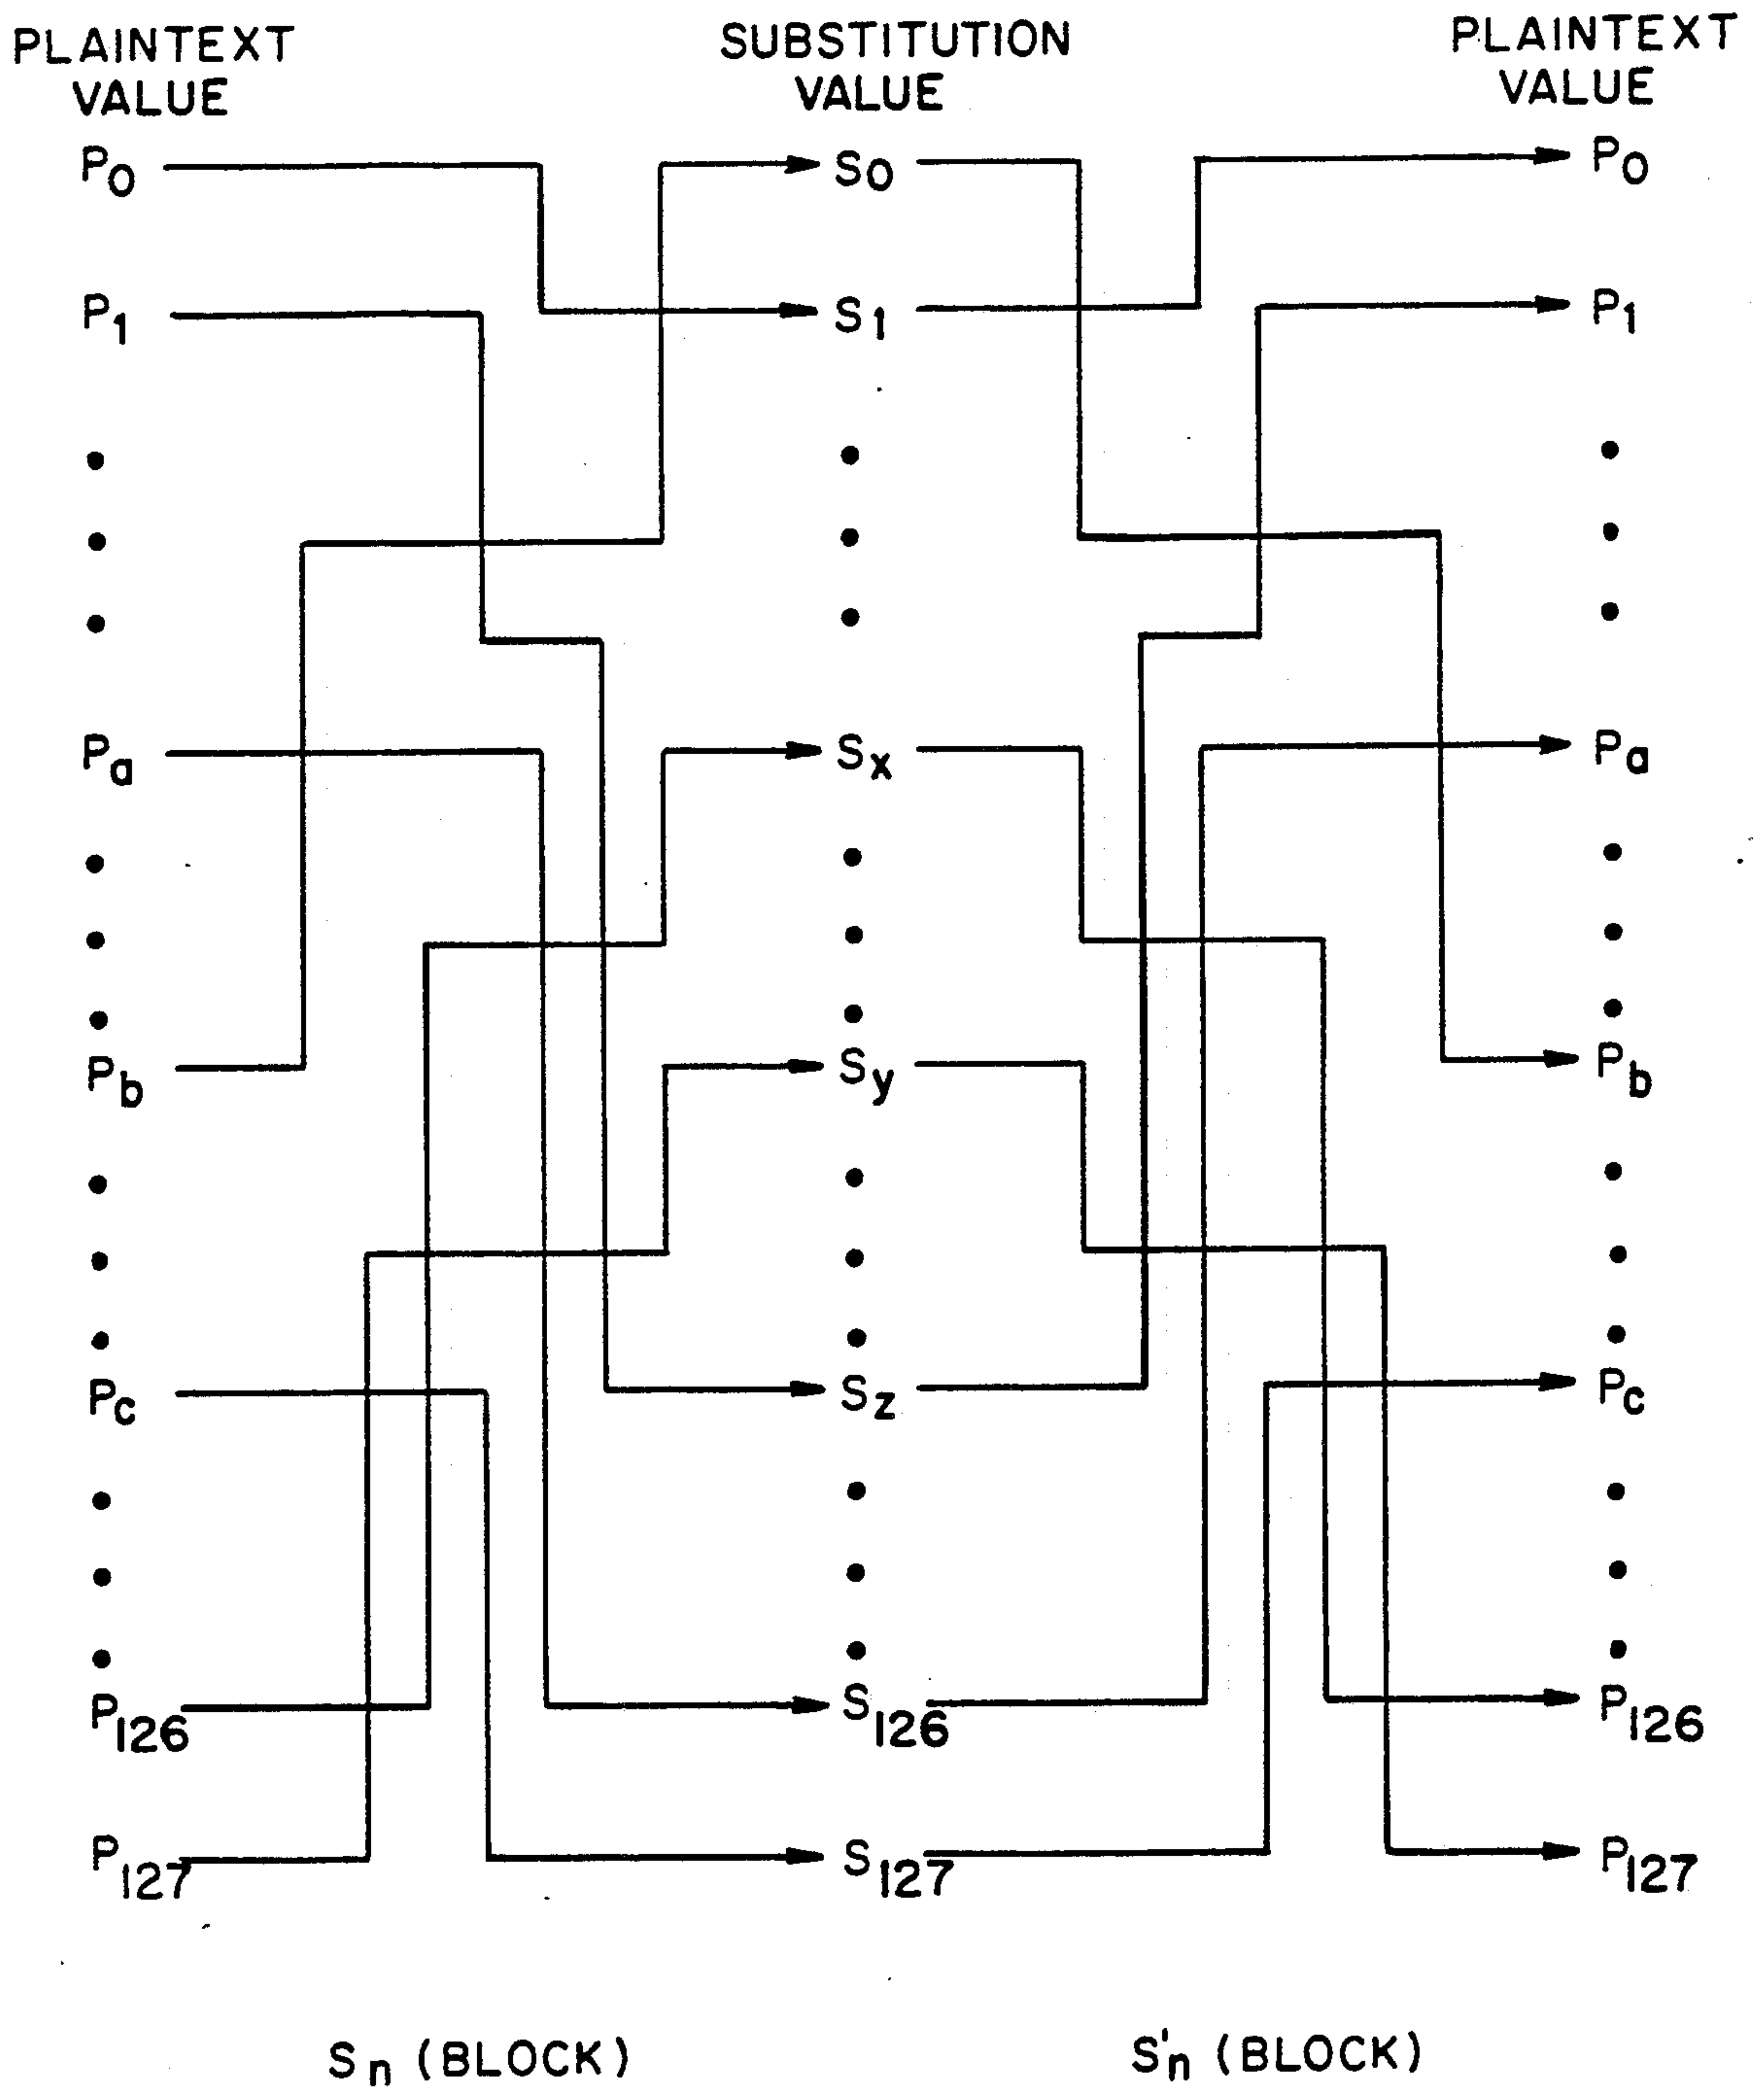 PLAINTEXT VALUE
SUBSTITUTION VALUE
PLAINTEXT VALUE
P0 S0 P0
P1 S1 P1
Pa Sx Pa
Pb Sy Pb
Pc Sz Pc
P126 S126 P126
P127 S127 P127
Sn (BLOCK) S'n (BLOCK)